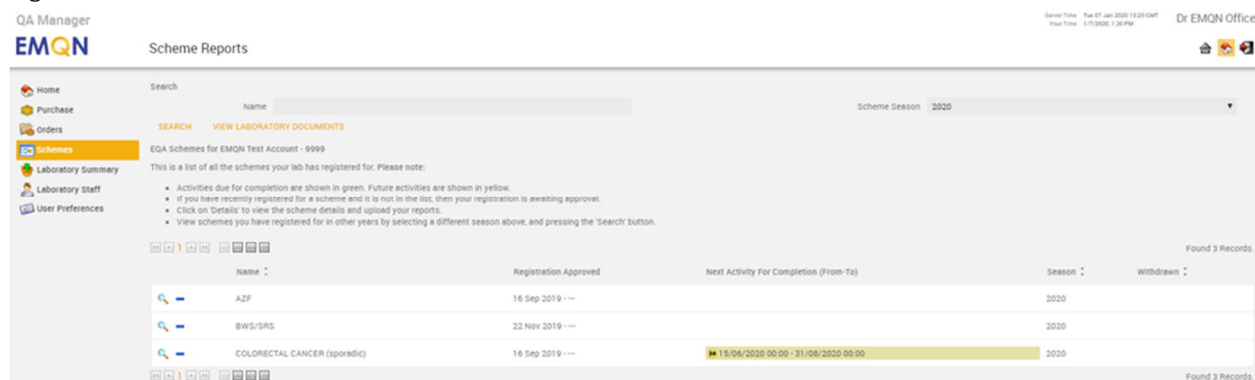 QA Manager
Server Time Tue 07 Jan 2020 13:20 GMT
Your Time 1/7/2020, 1:20 PM
Dr EMQN Office
EMQN
Scheme Reports
Home
Purchase
Orders
Schemes
Laboratory Summary
Laboratory Staff
User Preferences
Search
Name
Scheme Season 2020
SEARCH VIEW LABORATORY DOCUMENTS
EQA Schemes for EMQN Test Account - 9999
This is a list of all the schemes your lab has registered for. Please note:
Activities due for completion are shown in green. Future activities are shown in yellow.
If you have recently registered for a scheme and it is not in the list, then your registration is awaiting approval.
Click on 'Details' to view the scheme details and upload your reports.
View schemes you have registered for in other years by selecting a different season above, and pressing the 'Search' button.
1
Found 3 Records.
Name Registration Approved Next Activity For Completion (From-To) Season Withdrawn
AZF 16 Sep 2019 - -- 2020
BWS/SRS 22 Nov 2019 - -- 2020
COLORECTAL CANCER (sporadic) 16 Sep 2019 - -- 15/06/2020 00:00 - 31/08/2020 00:00 2020
1
Found 3 Records.